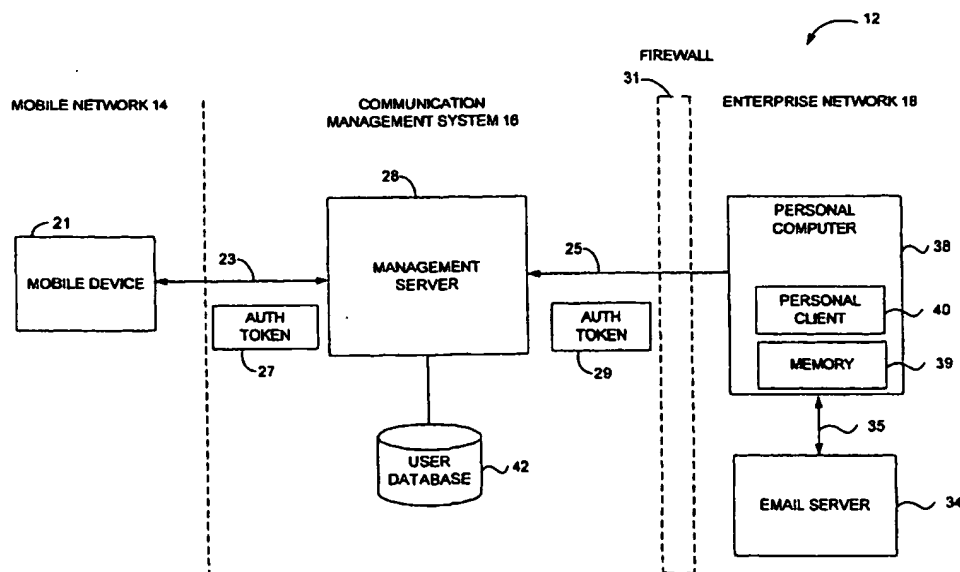 12
FIREWALL
31
MOBILE NETWORK 14
COMMUNICATION
MANAGEMENT SYSTEM 16
ENTERPRISE NETWORK 18
28
21
MOBILE DEVICE
23
MANAGEMENT
SERVER
25
PERSONAL
COMPUTER
38
AUTH
TOKEN
27
AUTH
TOKEN
29
PERSONAL
CLIENT
40
MEMORY
39
35
USER
DATABASE
42
EMAIL SERVER
34